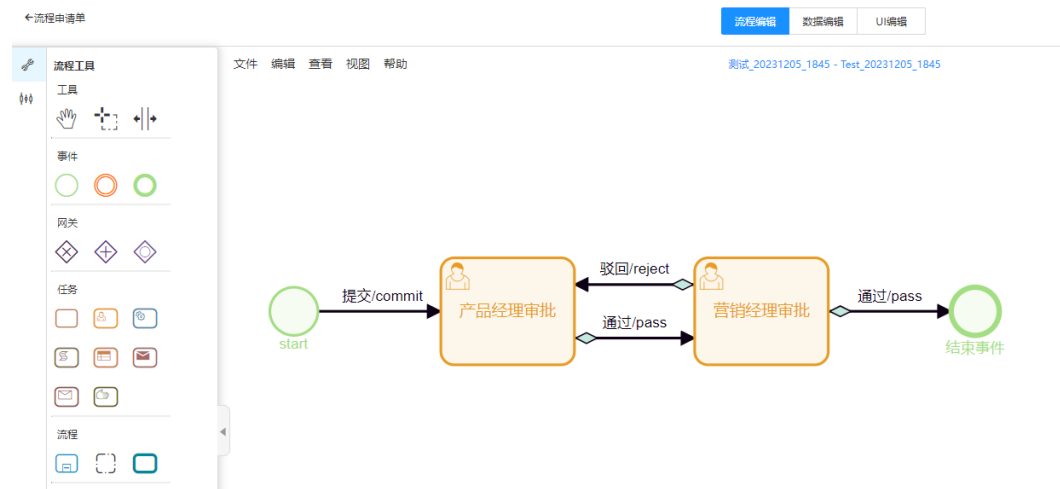 ←流程申请单
流程编辑 数据编辑 UI编辑
流程工具
文件 编辑 查看 视图 帮助
测试_20231205_1845 - Test_20231205_1845
工具
事件
网关
任务
流程
提交/commit
驳回/reject
通过/pass
通过/pass
产品经理审批
营销经理审批
start
结束事件